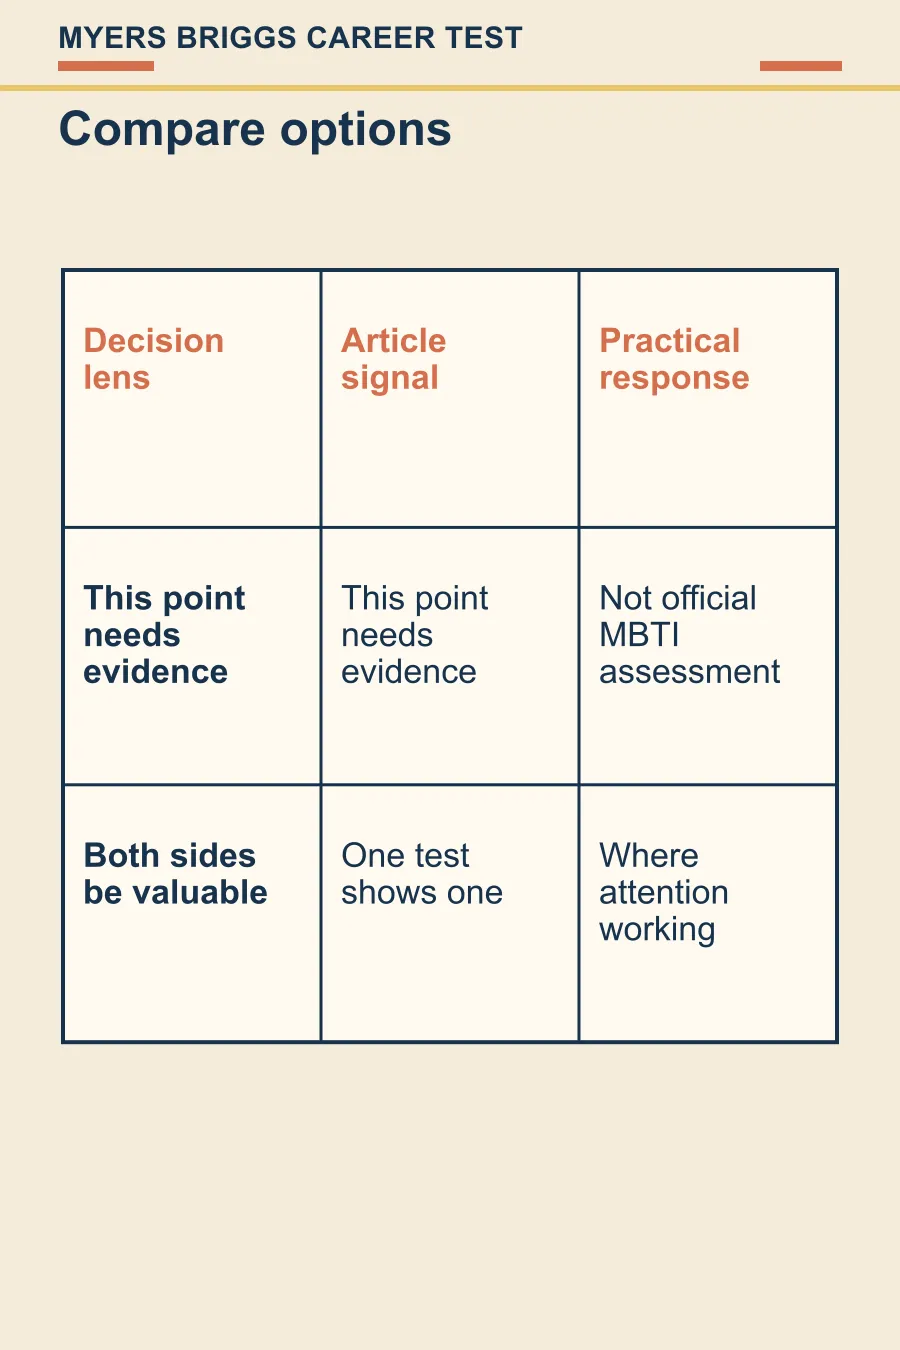 MYERS BRIGGS CAREER TEST
Compare options
Decision
lens
Article
signal
Practical
response
This point
needs
evidence
This point
needs
evidence
Not official
MBTI
assessment
Both sides
be valuable
One test
shows one
Where
attention
working